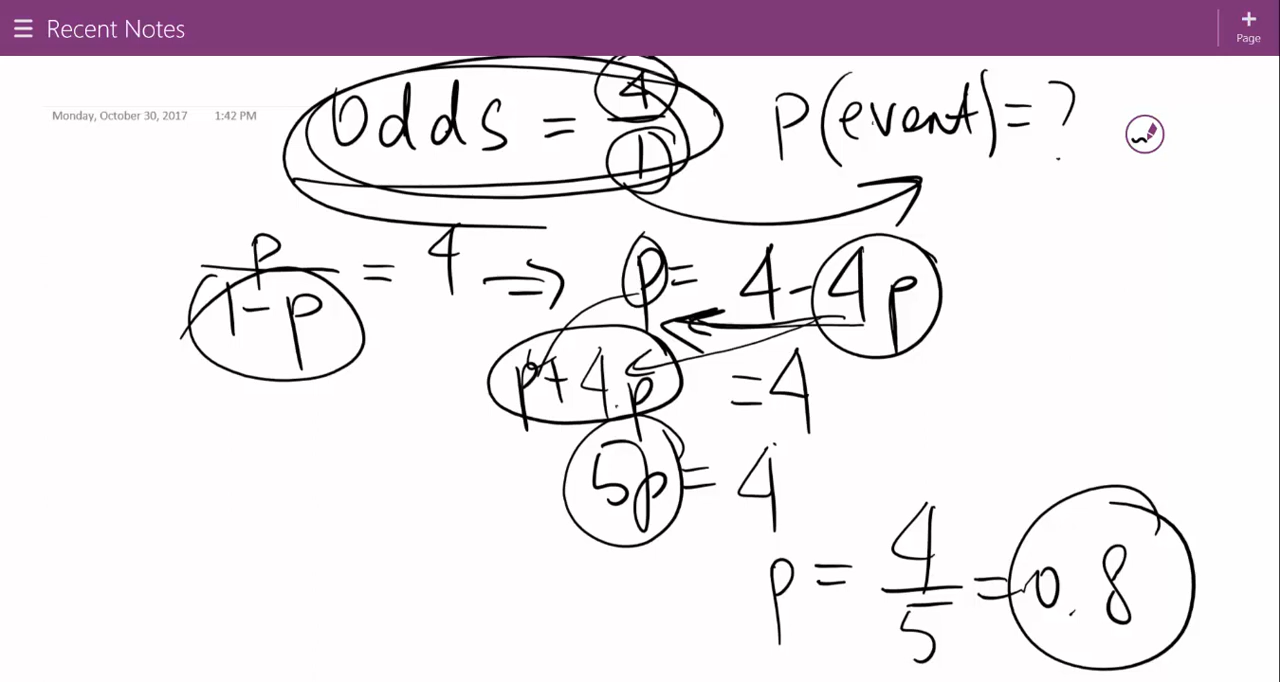 Recent Notes
Page
Monday, October 30, 2017 1:42 PM
Odds = 4/1 P(event) = ?
p/(1-p) = 4 ⇒ p = 4 - 4p
p + 4.p = 4
5p = 4
p = 4/5 = 0.8